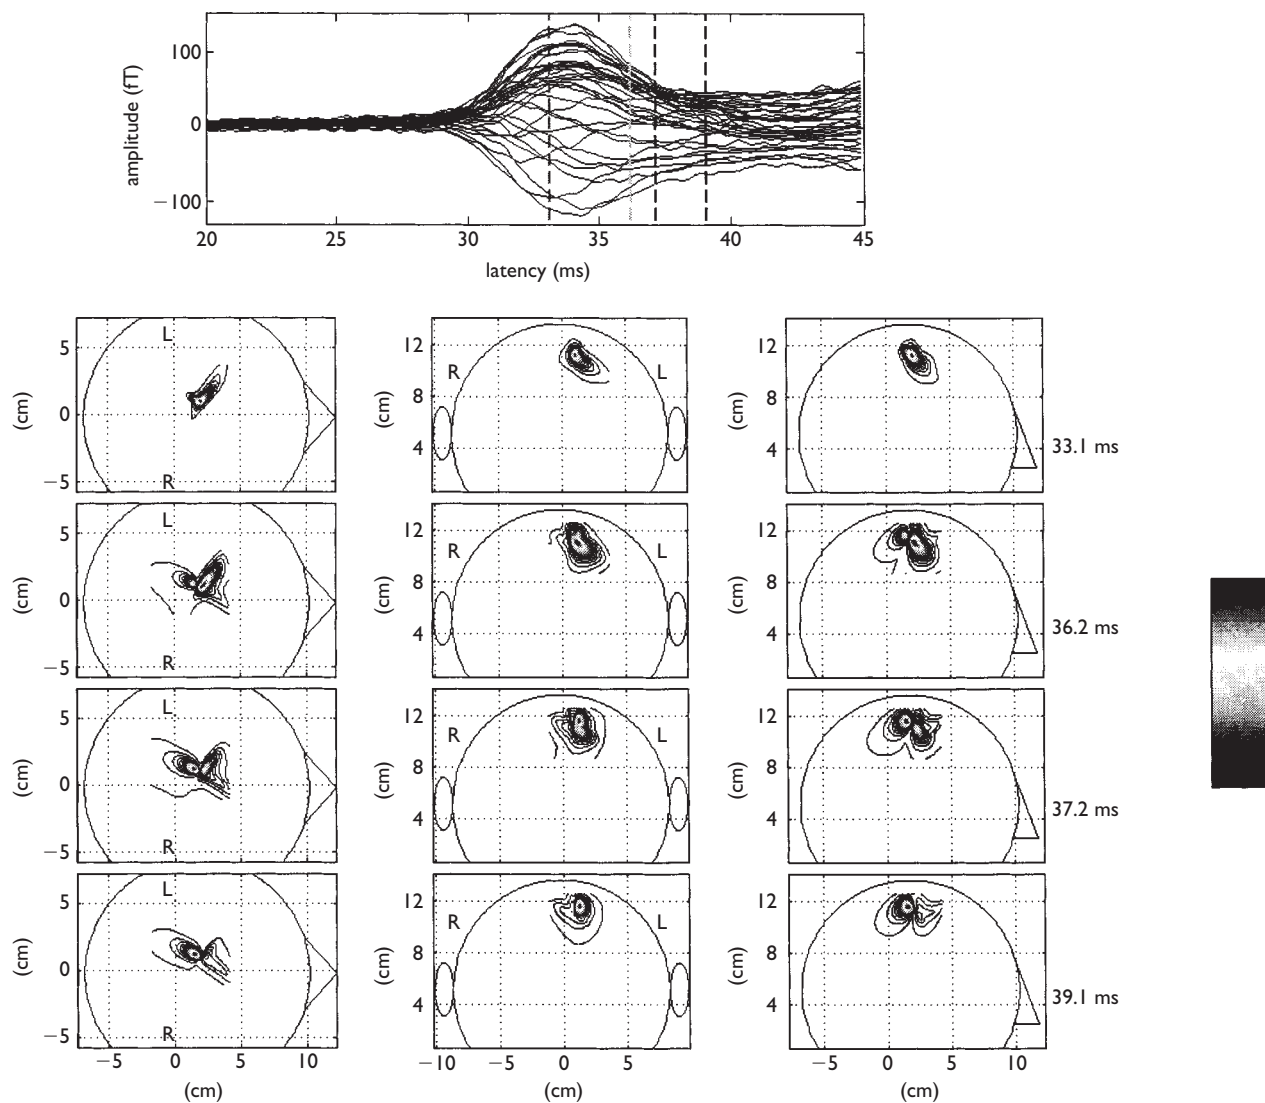 amplitude (fT)
100
0
−100
20 25 30 35 40 45
latency (ms)
L
5
0
−5
R
(cm)
12
8
4
R L
(cm)
12
8
4
(cm)
33.1 ms
L
5
0
−5
R
(cm)
12
8
4
R L
(cm)
12
8
4
(cm)
36.2 ms
L
5
0
−5
R
(cm)
12
8
4
R L
(cm)
12
8
4
(cm)
37.2 ms
L
5
0
−5
R
(cm)
12
8
4
R L
(cm)
12
8
4
(cm)
39.1 ms
−5 0 5 10 −10 −5 0 5 −5 0 5 10
(cm) (cm) (cm)